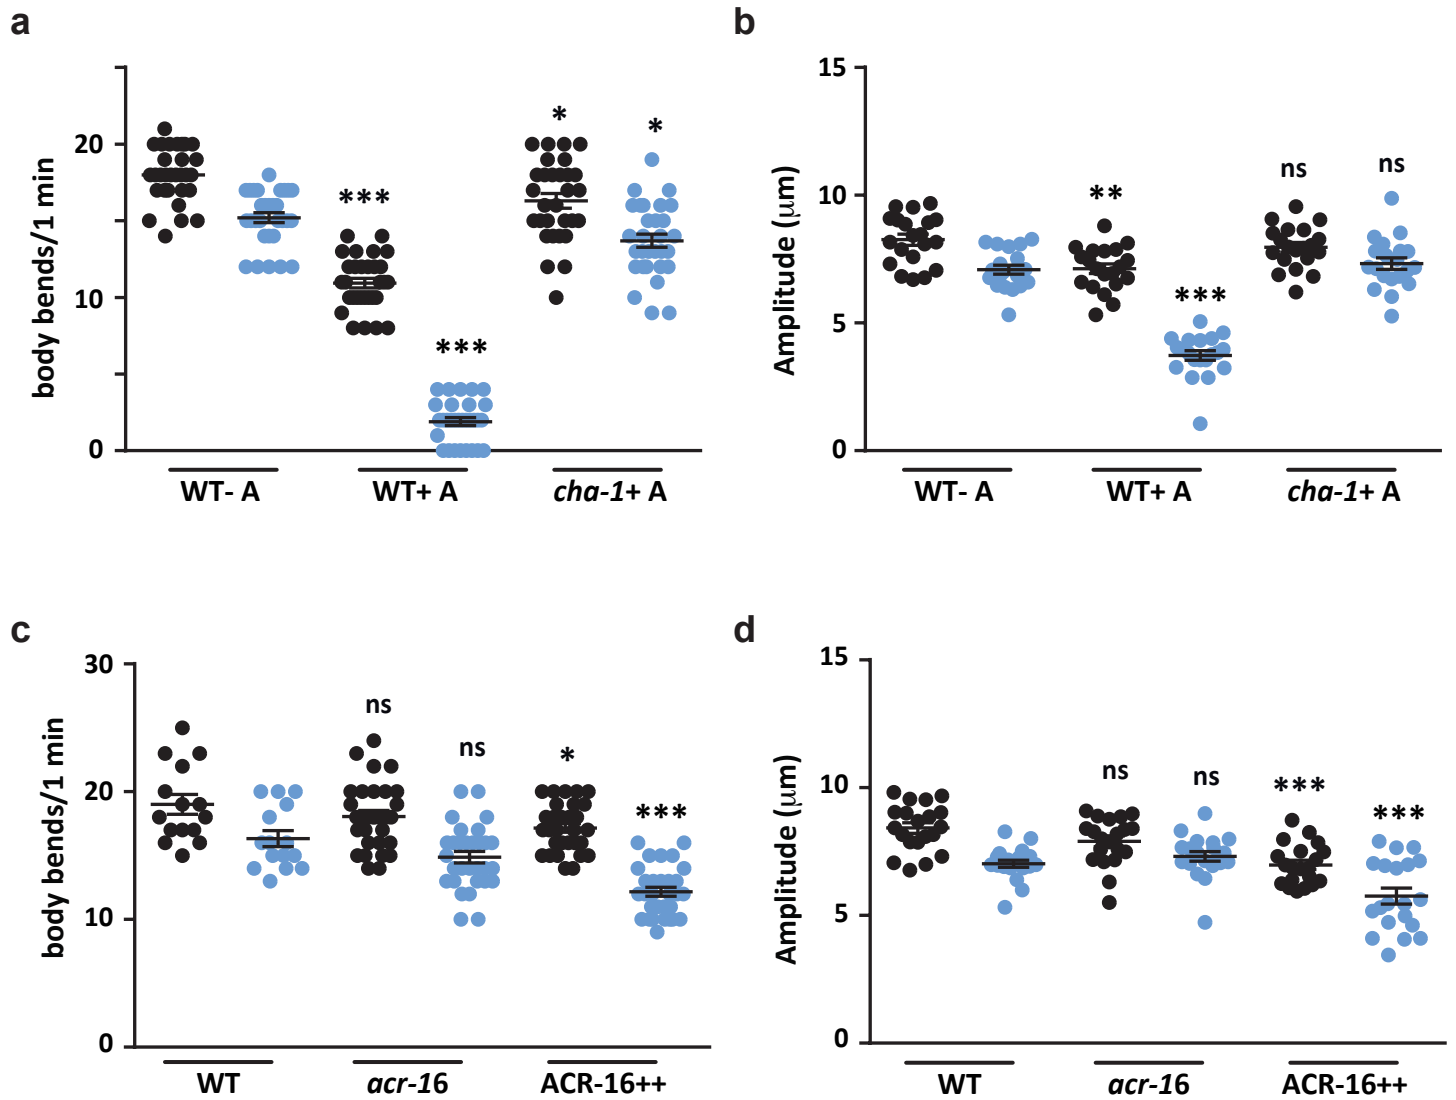 a
body bends/1 min
20
10
0
***
***
*
*
WT- A
WT+ A
cha-1+ A
b
Amplitude (μm)
15
10
5
0
**
***
ns
ns
WT- A
WT+ A
cha-1+ A
c
body bends/1 min
30
20
10
0
ns
ns
*
***
WT
acr-16
ACR-16++
d
Amplitude (μm)
15
10
5
0
ns
ns
***
***
WT
acr-16
ACR-16++